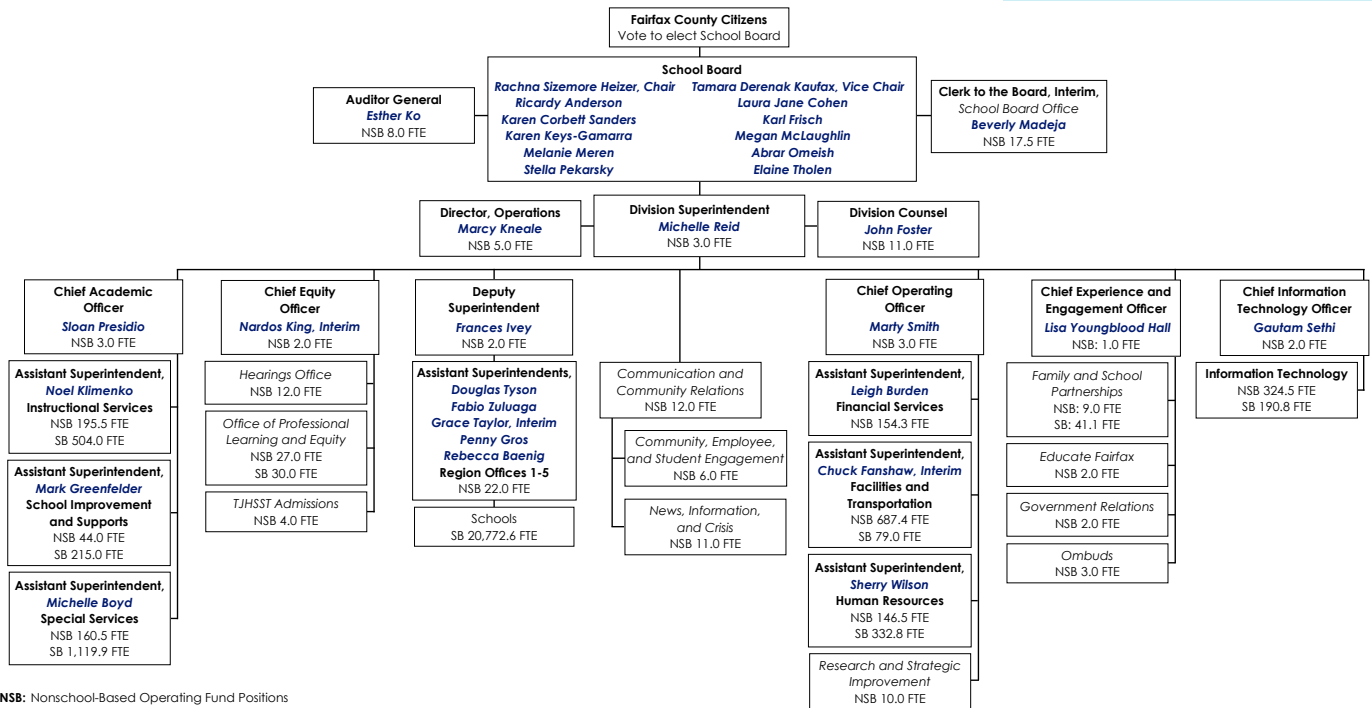 Fairfax County Citizens
Vote to elect School Board
School Board
Rachna Sizemore Heizer, Chair
Ricardy Anderson
Karen Corbett Sanders
Karen Keys-Gamarra
Melanie Meren
Stella Pekarsky
Tamara Derenak Kaufax, Vice Chair
Laura Jane Cohen
Karl Frisch
Megan McLaughlin
Abrar Omeish
Elaine Tholen
Auditor General
Esther Ko
NSB 8.0 FTE
Clerk to the Board, Interim,
School Board Office
Beverly Madeja
NSB 17.5 FTE
Director, Operations
Marcy Kneale
NSB 5.0 FTE
Division Superintendent
Michelle Reid
NSB 3.0 FTE
Division Counsel
John Foster
NSB 11.0 FTE
Chief Academic
Officer
Sloan Presidio
NSB 3.0 FTE
Assistant Superintendent,
Noel Klimenko
Instructional Services
NSB 195.5 FTE
SB 504.0 FTE
Assistant Superintendent,
Mark Greenfelder
School Improvement
and Supports
NSB 44.0 FTE
SB 215.0 FTE
Assistant Superintendent,
Michelle Boyd
Special Services
NSB 160.5 FTE
SB 1,119.9 FTE
Chief Equity
Officer
Nardos King, Interim
NSB 2.0 FTE
Hearings Office
NSB 12.0 FTE
Office of Professional
Learning and Equity
NSB 27.0 FTE
SB 30.0 FTE
TJHSST Admissions
NSB 4.0 FTE
Deputy
Superintendent
Frances Ivey
NSB 2.0 FTE
Assistant Superintendents,
Douglas Tyson
Fabio Zuluaga
Grace Taylor, Interim
Penny Gros
Rebecca Baenig
Region Offices 1-5
NSB 22.0 FTE
Schools
SB 20,772.6 FTE
Communication and
Community Relations
NSB 12.0 FTE
Community, Employee,
and Student Engagement
NSB 6.0 FTE
News, Information,
and Crisis
NSB 11.0 FTE
Chief Operating
Officer
Marty Smith
NSB 3.0 FTE
Assistant Superintendent,
Leigh Burden
Financial Services
NSB 154.3 FTE
Assistant Superintendent,
Chuck Fanshaw, Interim
Facilities and
Transportation
NSB 687.4 FTE
SB 79.0 FTE
Assistant Superintendent,
Sherry Wilson
Human Resources
NSB 146.5 FTE
SB 332.8 FTE
Research and Strategic
Improvement
NSB 10.0 FTE
Chief Experience and
Engagement Officer
Lisa Youngblood Hall
NSB: 1.0 FTE
Family and School
Partnerships
NSB: 9.0 FTE
SB: 41.1 FTE
Educate Fairfax
NSB 2.0 FTE
Government Relations
NSB 2.0 FTE
Ombuds
NSB 3.0 FTE
Chief Information
Technology Officer
Gautam Sethi
NSB 2.0 FTE
Information Technology
NSB 324.5 FTE
SB 190.8 FTE
NSB: Nonschool-Based Operating Fund Positions